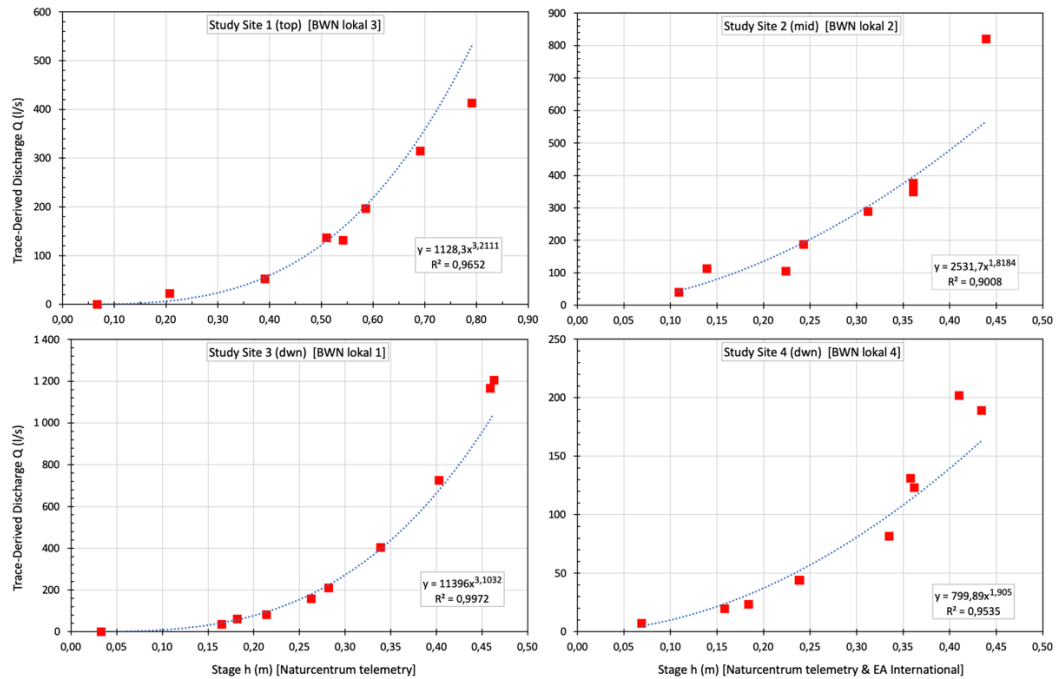 Study Site 1 (top)  [BWN lokal 3]
600
500
400
300
200
100
0
Trace-Derived Discharge Q (l/s)
y = 1128,3x^3,2111
R² = 0,9652
0,00 0,10 0,20 0,30 0,40 0,50 0,60 0,70 0,80 0,90
Study Site 2 (mid)  [BWN lokal 2]
900
800
700
600
500
400
300
200
100
0
y = 2531,7x^1,8184
R² = 0,9008
0,00 0,05 0,10 0,15 0,20 0,25 0,30 0,35 0,40 0,45 0,50
Study Site 3 (dwn)  [BWN lokal 1]
1 400
1 200
1 000
800
600
400
200
0
Trace-Derived Discharge Q (l/s)
y = 11396x^3,1032
R² = 0,9972
0,00 0,05 0,10 0,15 0,20 0,25 0,30 0,35 0,40 0,45 0,50
Stage h (m) [Naturcentrum telemetry]
Study Site 4 (dwn)  [BWN lokal 4]
250
200
150
100
50
0
y = 799,89x^1,905
R² = 0,9535
0,00 0,05 0,10 0,15 0,20 0,25 0,30 0,35 0,40 0,45 0,50
Stage h (m) [Naturcentrum telemetry & EA International]